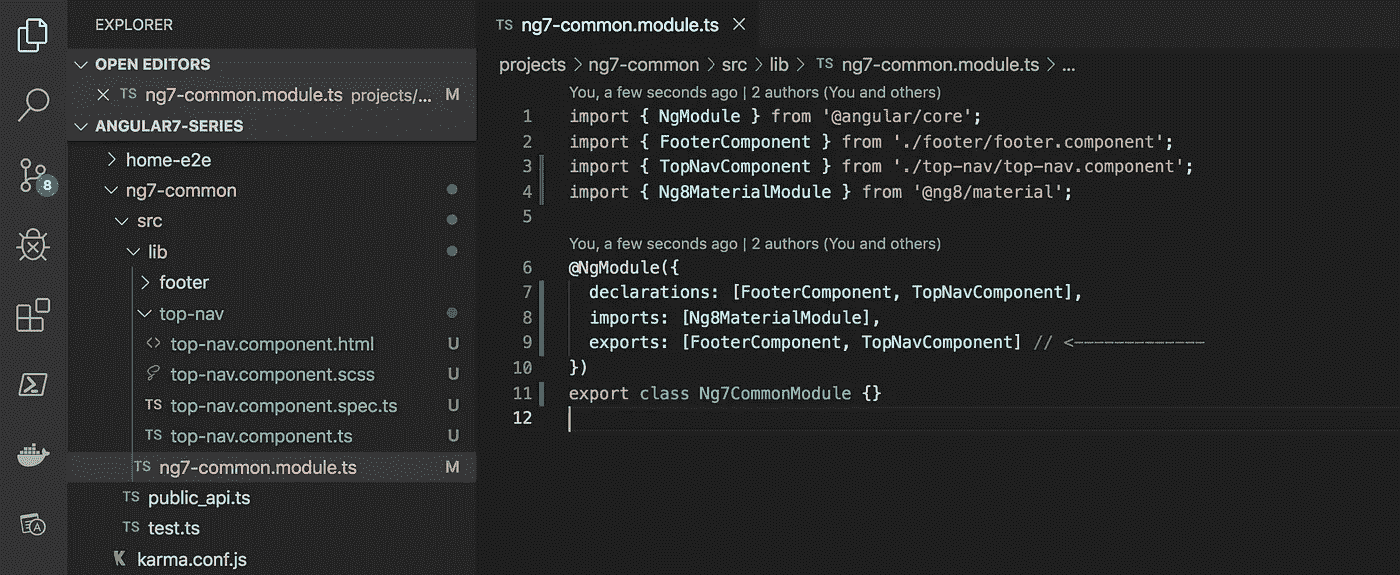 EXPLORER
OPEN EDITORS
TS ng7-common.module.ts projects/... M
ANGULAR7-SERIES
home-e2e
ng7-common
src
lib
footer
top-nav
<> top-nav.component.html U
top-nav.component.scss U
TS top-nav.component.spec.ts U
TS top-nav.component.ts U
TS ng7-common.module.ts M
TS public_api.ts
TS test.ts
K karma.conf.js
8
TS ng7-common.module.ts
projects > ng7-common > src > lib > TS ng7-common.module.ts > ...
You, a few seconds ago | 2 authors (You and others)
1 import { NgModule } from '@angular/core';
2 import { FooterComponent } from './footer/footer.component';
3 import { TopNavComponent } from './top-nav/top-nav.component';
4 import { Ng8MaterialModule } from '@ng8/material';
5
You, a few seconds ago | 2 authors (You and others)
6 @NgModule({
7 declarations: [FooterComponent, TopNavComponent],
8 imports: [Ng8MaterialModule],
9 exports: [FooterComponent, TopNavComponent] // <-------------
10 })
11 export class Ng7CommonModule {}
12